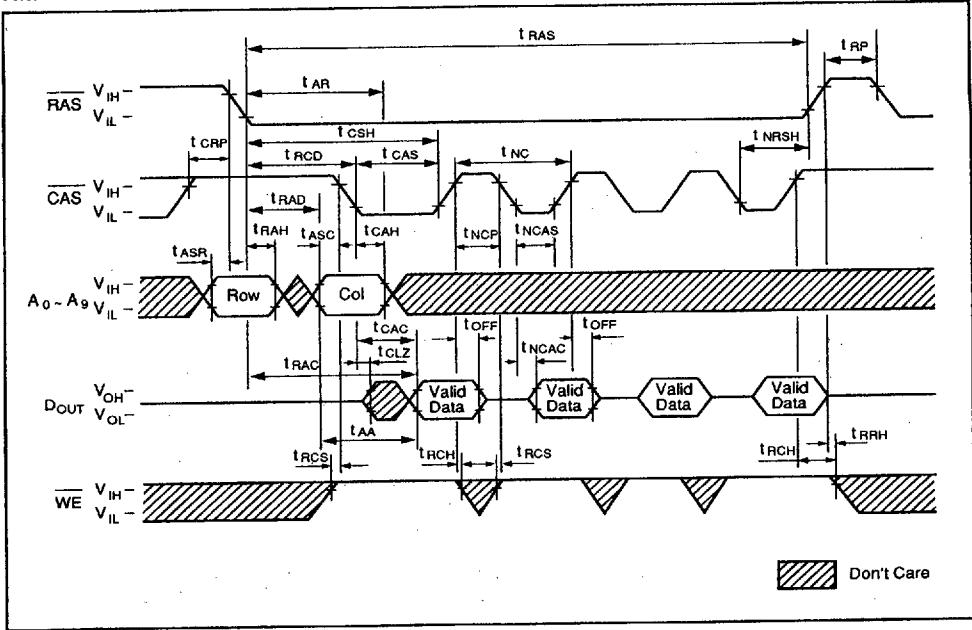 t RAS
t RP
t AR
RAS
V IH –
V IL –
t CSH
t CRP
t RCD
t CAS
t NC
t NRSH
CAS
V IH –
V IL –
t RAD
t RAH
t ASC
t CAH
t NCP
t NCAS
t ASR
A 0 ~ A 9
V IH –
V IL –
Row
Col
t CAC
t OFF
t OFF
t CLZ
t NCAC
t RAC
D OUT
V OH –
V OL –
Valid Data
Valid Data
Valid Data
Valid Data
t AA
t RCS
t RCH
t RCS
t RCH
t RRH
WE
V IH –
V IL –
Don't Care